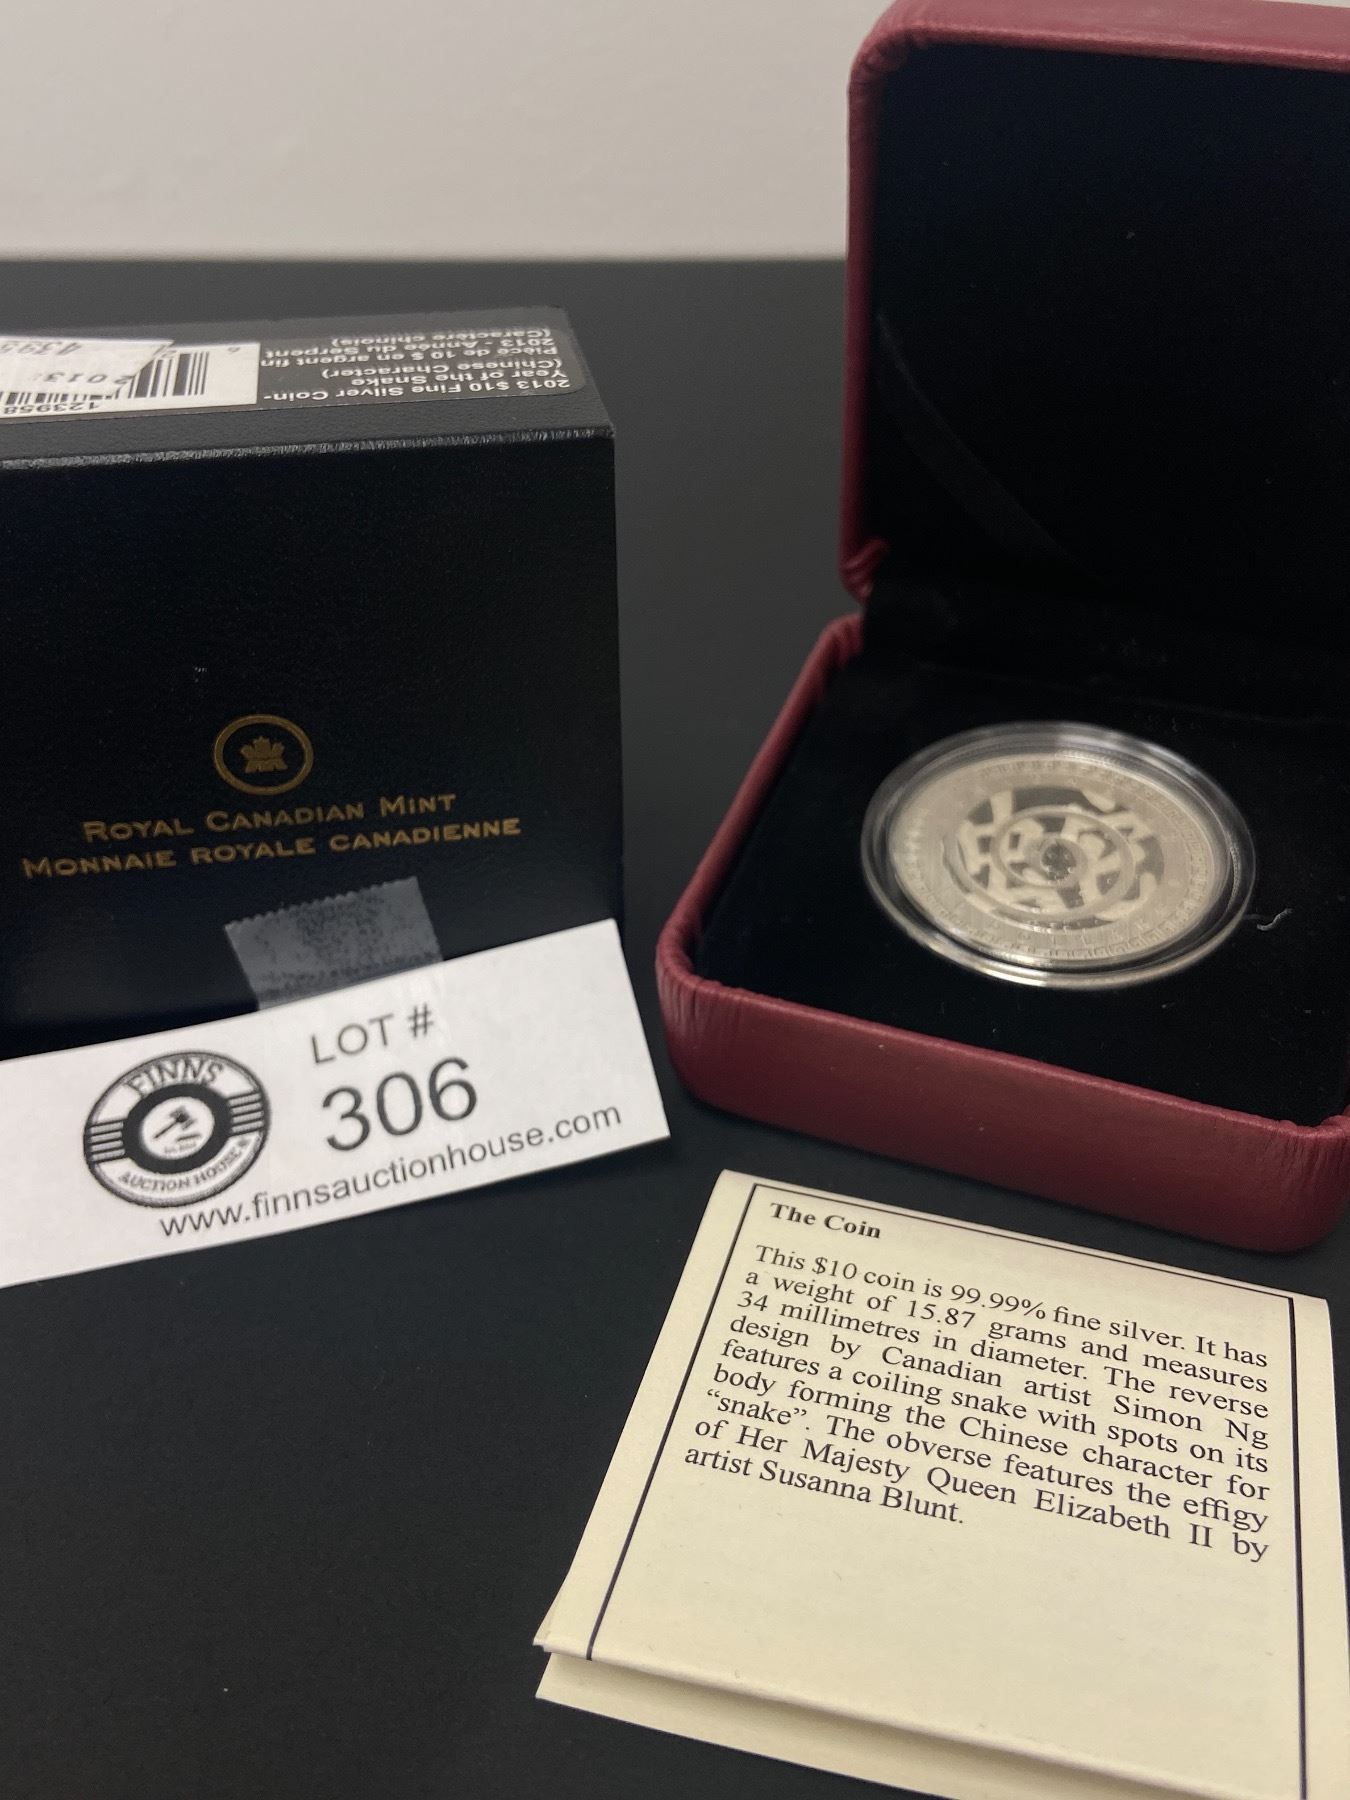 2013 $10 Fine Silver Coin-
Year of the Snake
(Chinese Character)
Pièce de 10 $ en argent fin
2013 - Année du Serpent
(Caractère chinois)
ROYAL CANADIAN MINT
MONNAIE ROYALE CANADIENNE
FINNS
AUCTION HOUSE
LOT #
306
www.finnsauctionhouse.com
The Coin
This $10 coin is 99.99% fine silver. It has
a weight of 15.87 grams and measures
34 millimetres in diameter. The reverse
design by Canadian artist Simon Ng
features a coiling snake with spots on its
body forming the Chinese character for
“snake”. The obverse features the effigy
of Her Majesty Queen Elizabeth II by
artist Susanna Blunt.